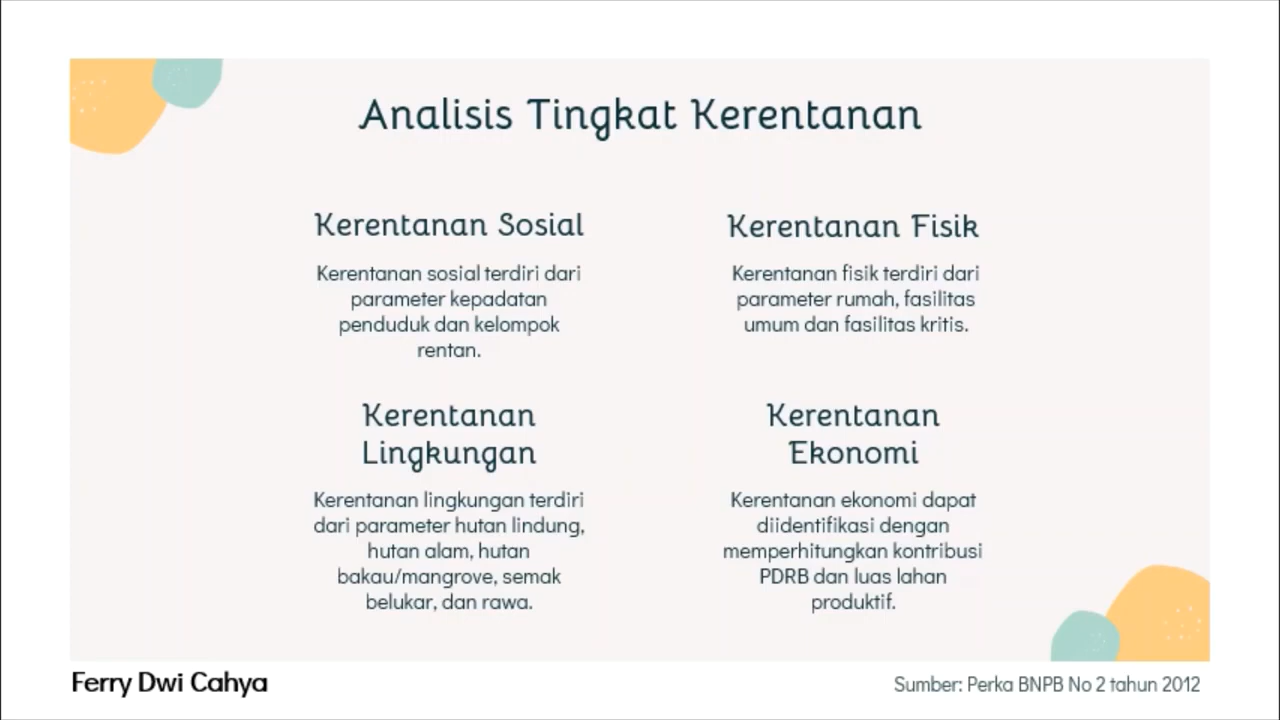 Analisis Tingkat Kerentanan
Kerentanan Sosial
Kerentanan sosial terdiri dari
parameter kepadatan
penduduk dan kelompok
rentan.
Kerentanan Fisik
Kerentanan fisik terdiri dari
parameter rumah, fasilitas
umum dan fasilitas kritis.
Kerentanan
Lingkungan
Kerentanan lingkungan terdiri
dari parameter hutan lindung,
hutan alam, hutan
bakau/mangrove, semak
belukar, dan rawa.
Kerentanan
Ekonomi
Kerentanan ekonomi dapat
diidentifikasi dengan
memperhitungkan kontribusi
PDRB dan luas lahan
produktif.
Ferry Dwi Cahya
Sumber: Perka BNPB No 2 tahun 2012